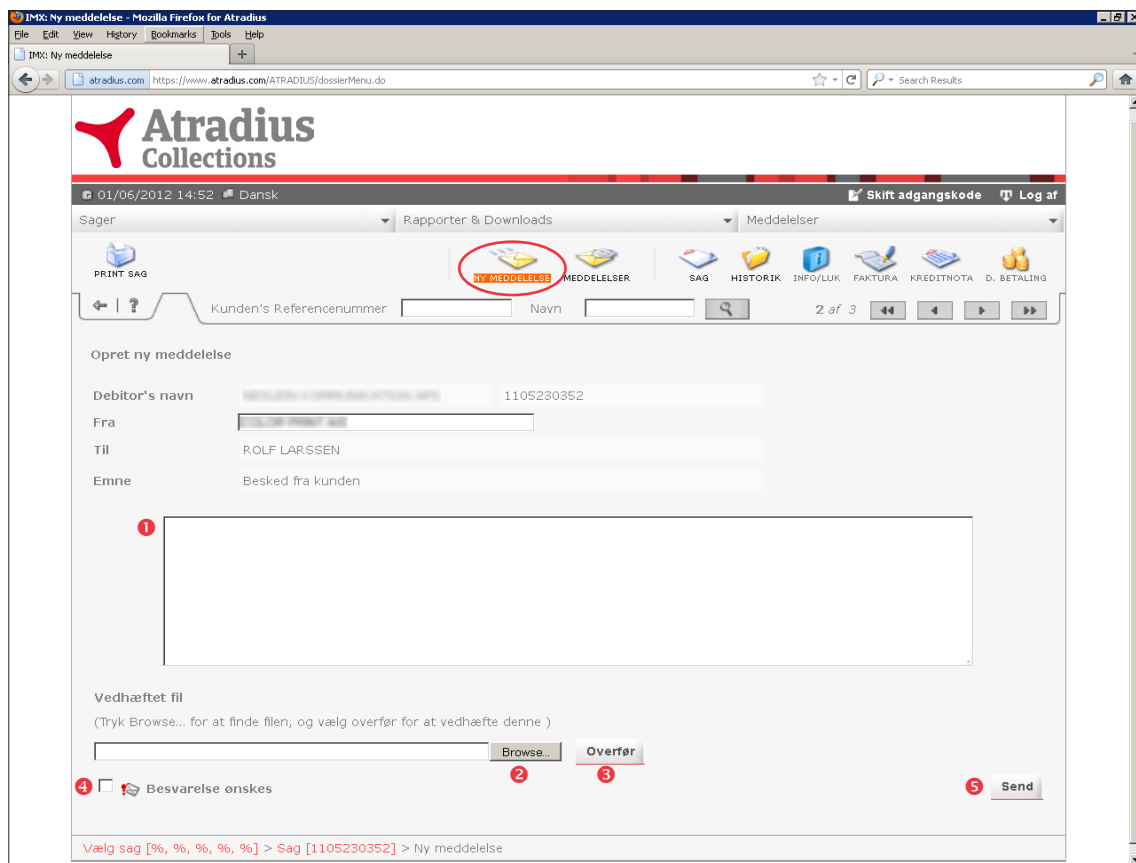 IMX: Ny meddelelse - Mozilla Firefox for Atradius
File Edit View History Bookmarks Tools Help
IMX: Ny meddelelse
atradius.com https://www.atradius.com/ATRADIUS/dossierMenu.do Search Results
Atradius
Collections
01/06/2012 14:52 Dansk Skift adgangskode Log af
Sager Rapporter & Downloads Meddelelser
PRINT SAG NY MEDDELELSE MEDDELELSER SAG HISTORIK INFO/LUK FAKTURA KREDITNOTA D. BETALING
? Kunden's Referencenummer Navn 2 af 3
Opret ny meddelelse
Debitor's navn 1105230352
Fra
Til ROLF LARSSEN
Emne Besked fra kunden
1
Vedhæftet fil
(Tryk Browse... for at finde filen, og vælg overfør for at vedhæfte denne )
Browse... Overfør
2 3
4 Besvarelse ønskes 5 Send
Vælg sag [%, %, %, %, %] > Sag [1105230352] > Ny meddelelse